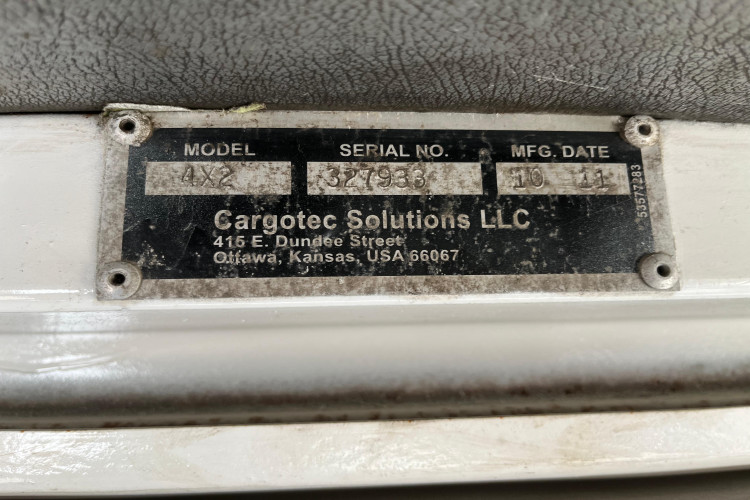 MODEL SERIAL NO. MFG. DATE
4X2 327933 10 11
Cargotec Solutions LLC
415 E. Dundee Street
Ottawa, Kansas, USA 66067
53577283